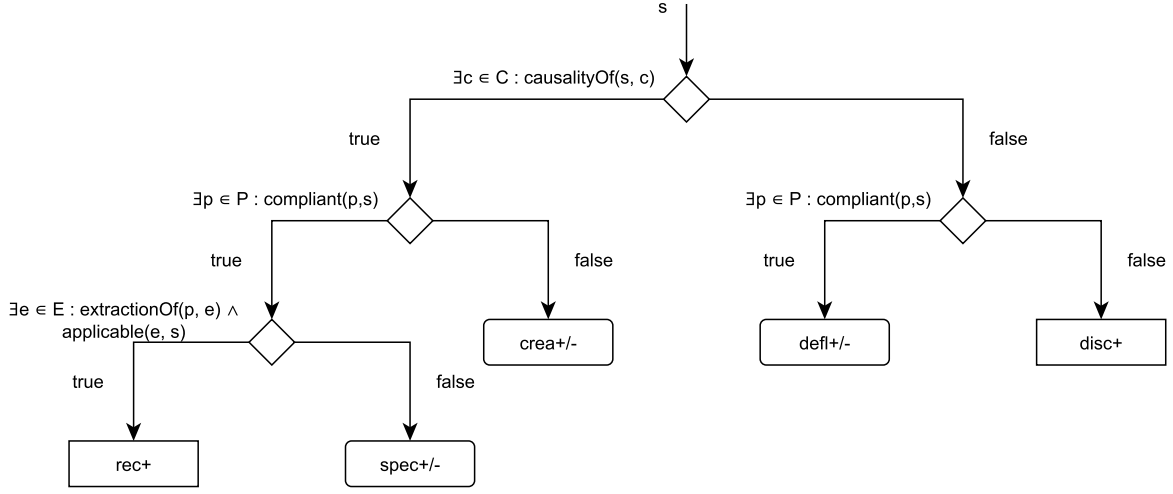 s
∃c ∈ C : causalityOf(s, c)
true
false
∃p ∈ P : compliant(p,s)
∃p ∈ P : compliant(p,s)
true
false
true
false
∃e ∈ E : extractionOf(p, e) ∧
applicable(e, s)
crea+/-
defl+/-
disc+
true
false
rec+
spec+/-